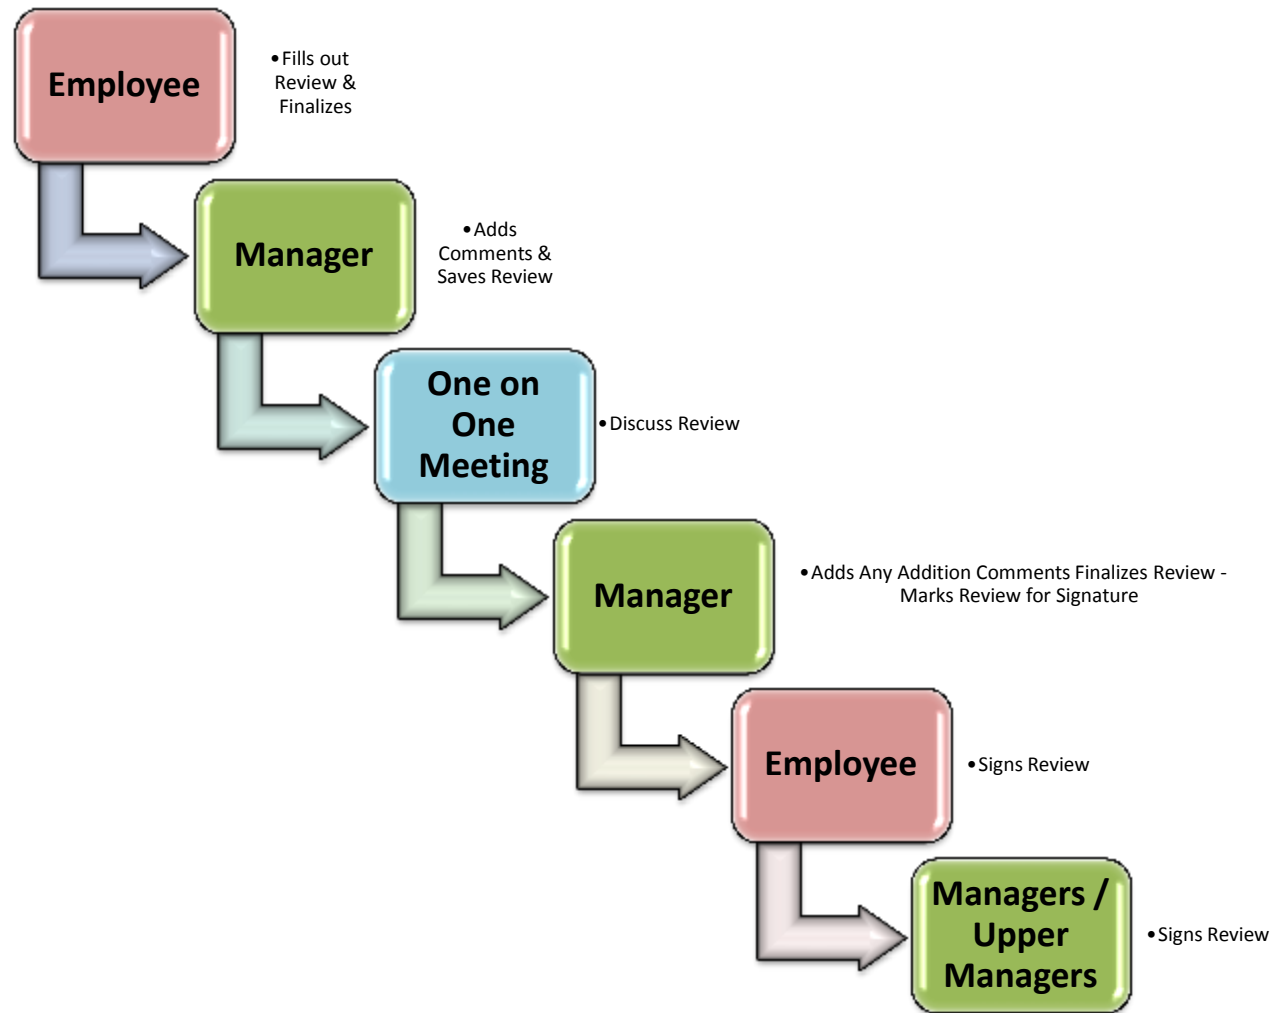 Employee
•Fills out
Review &
Finalizes
Manager
•Adds
Comments &
Saves Review
One on
One
Meeting
•Discuss Review
Manager
•Adds Any Addition Comments Finalizes Review -
Marks Review for Signature
Employee
•Signs Review
Managers /
Upper
Managers
•Signs Review